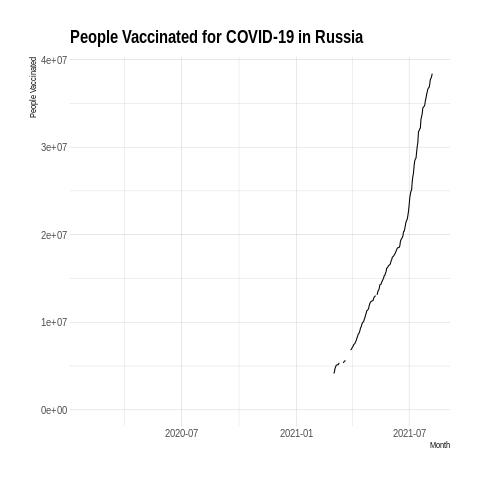 People Vaccinated for COVID-19 in Russia
People Vaccinated
4e+07
3e+07
2e+07
1e+07
0e+00
2020-07
2021-01
2021-07
Month